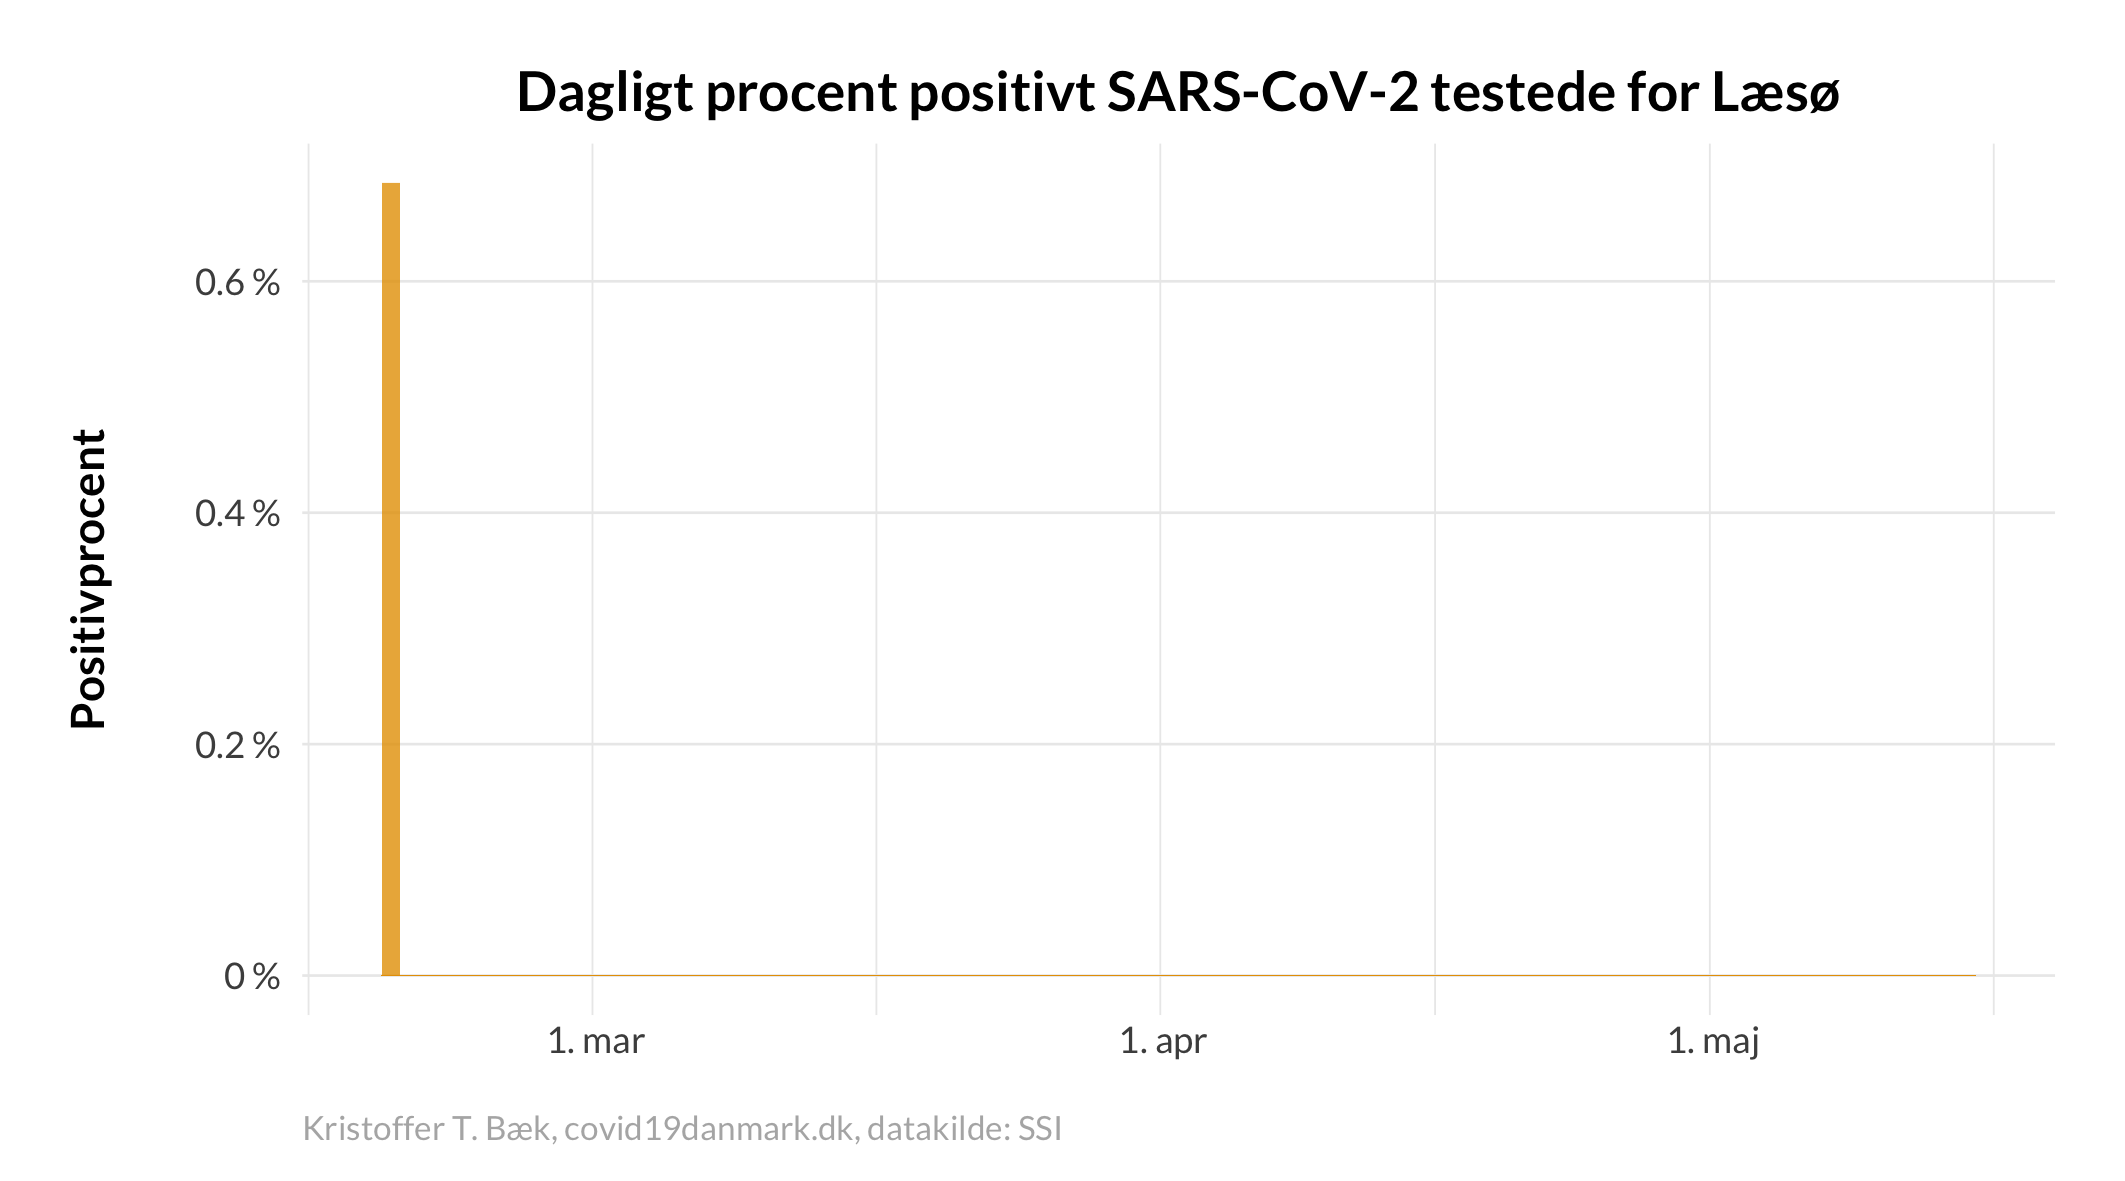 Dagligt procent positivt SARS-CoV-2 testede for Læsø
Positivprocent
0.6 %
0.4 %
0.2 %
0 %
1. mar
1. apr
1. maj
Kristoffer T. Bæk, covid19danmark.dk, datakilde: SSI